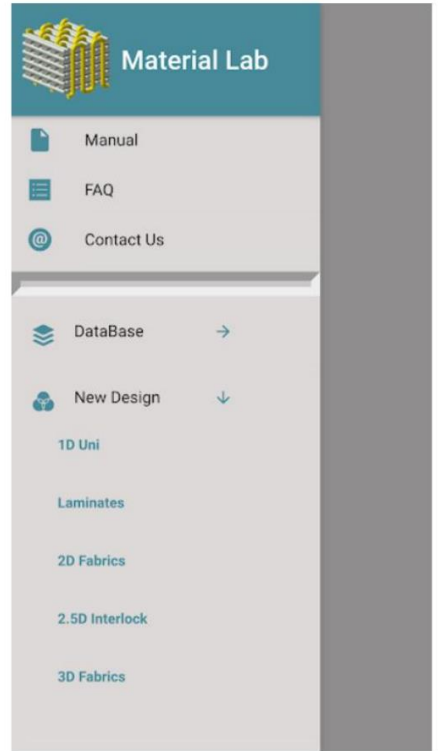 Material Lab
Manual
FAQ
Contact Us
DataBase
New Design
1D Uni
Laminates
2D Fabrics
2.5D Interlock
3D Fabrics